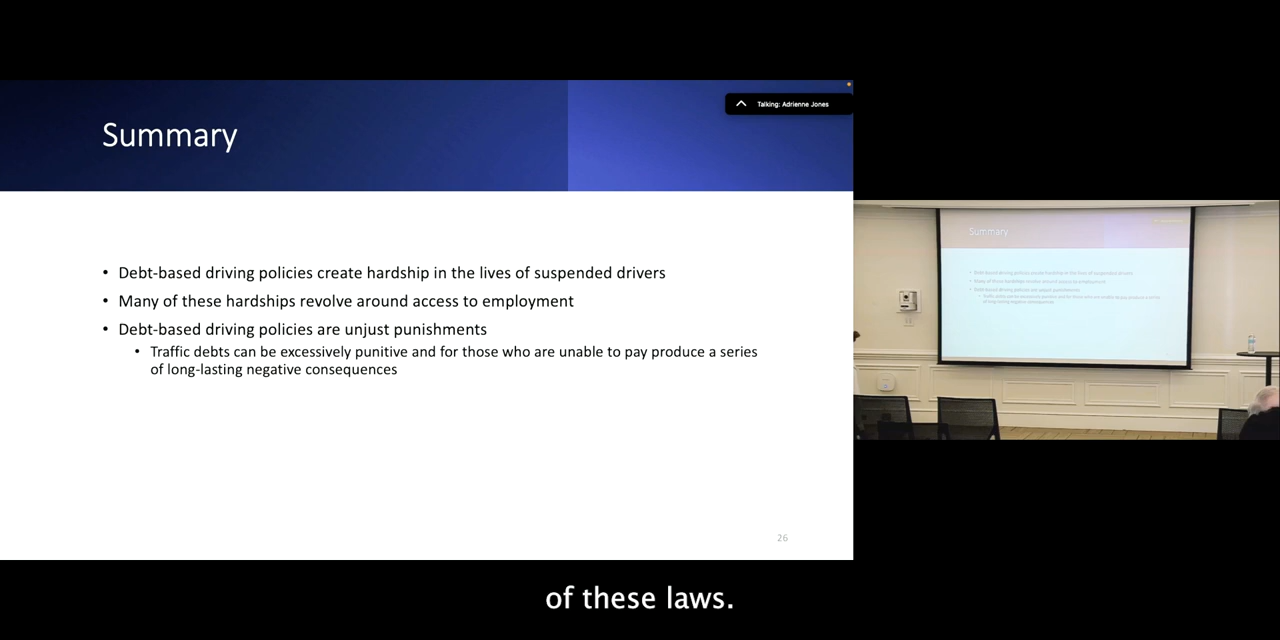 Talking: Adrienne Jones
Summary
• Debt-based driving policies create hardship in the lives of suspended drivers
• Many of these hardships revolve around access to employment
• Debt-based driving policies are unjust punishments
• Traffic debts can be excessively punitive and for those who are unable to pay produce a series
of long-lasting negative consequences
26
Summary
of these laws.